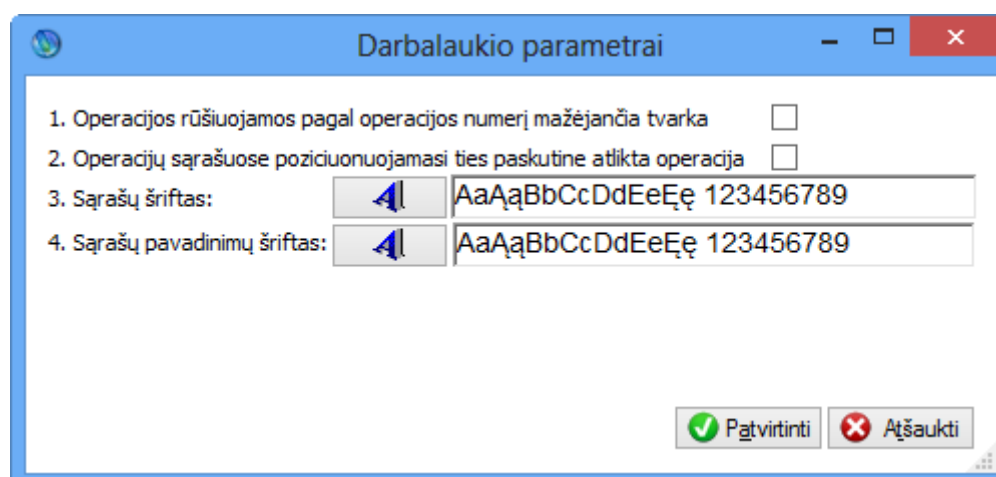 Darbalaukio parametrai
1. Operacijos rūšiuojamos pagal operacijos numerį mažėjančia tvarka
2. Operacijų sąrašuose poziciuonuojamasi ties paskutine atlikta operacija
3. Sąrašų šriftas: A AaĄąBbCcDdEeĘę 123456789
4. Sąrašų pavadinimų šriftas: A AaĄąBbCcDdEeĘę 123456789
Patvirtinti Atšaukti